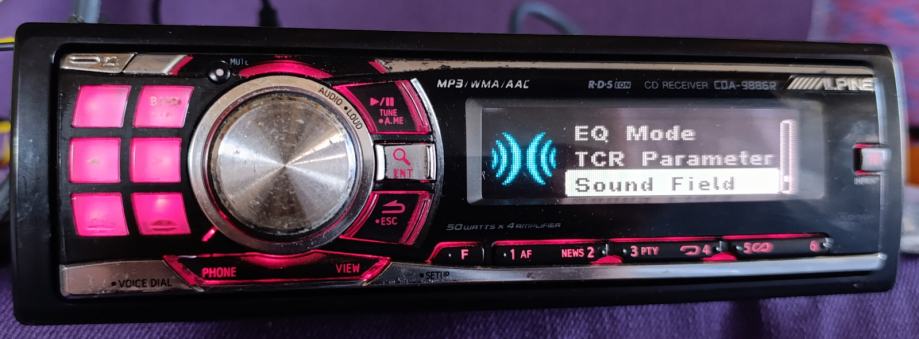 MUTE
MP3/WMA/AAC R·D·S EON CD RECEIVER CDA-9886R ALPINE
AUDIO •LOUD
TUNE
•A.ME
ENT
•ESC
EQ Mode
TCR Parameter
Sound Field
50WATTS x 4 AMPLIFIER
•F •1 AF NEWS 2 •3 PTY 4 •5 6
PHONE VIEW
•VOICE DIAL •SETUP